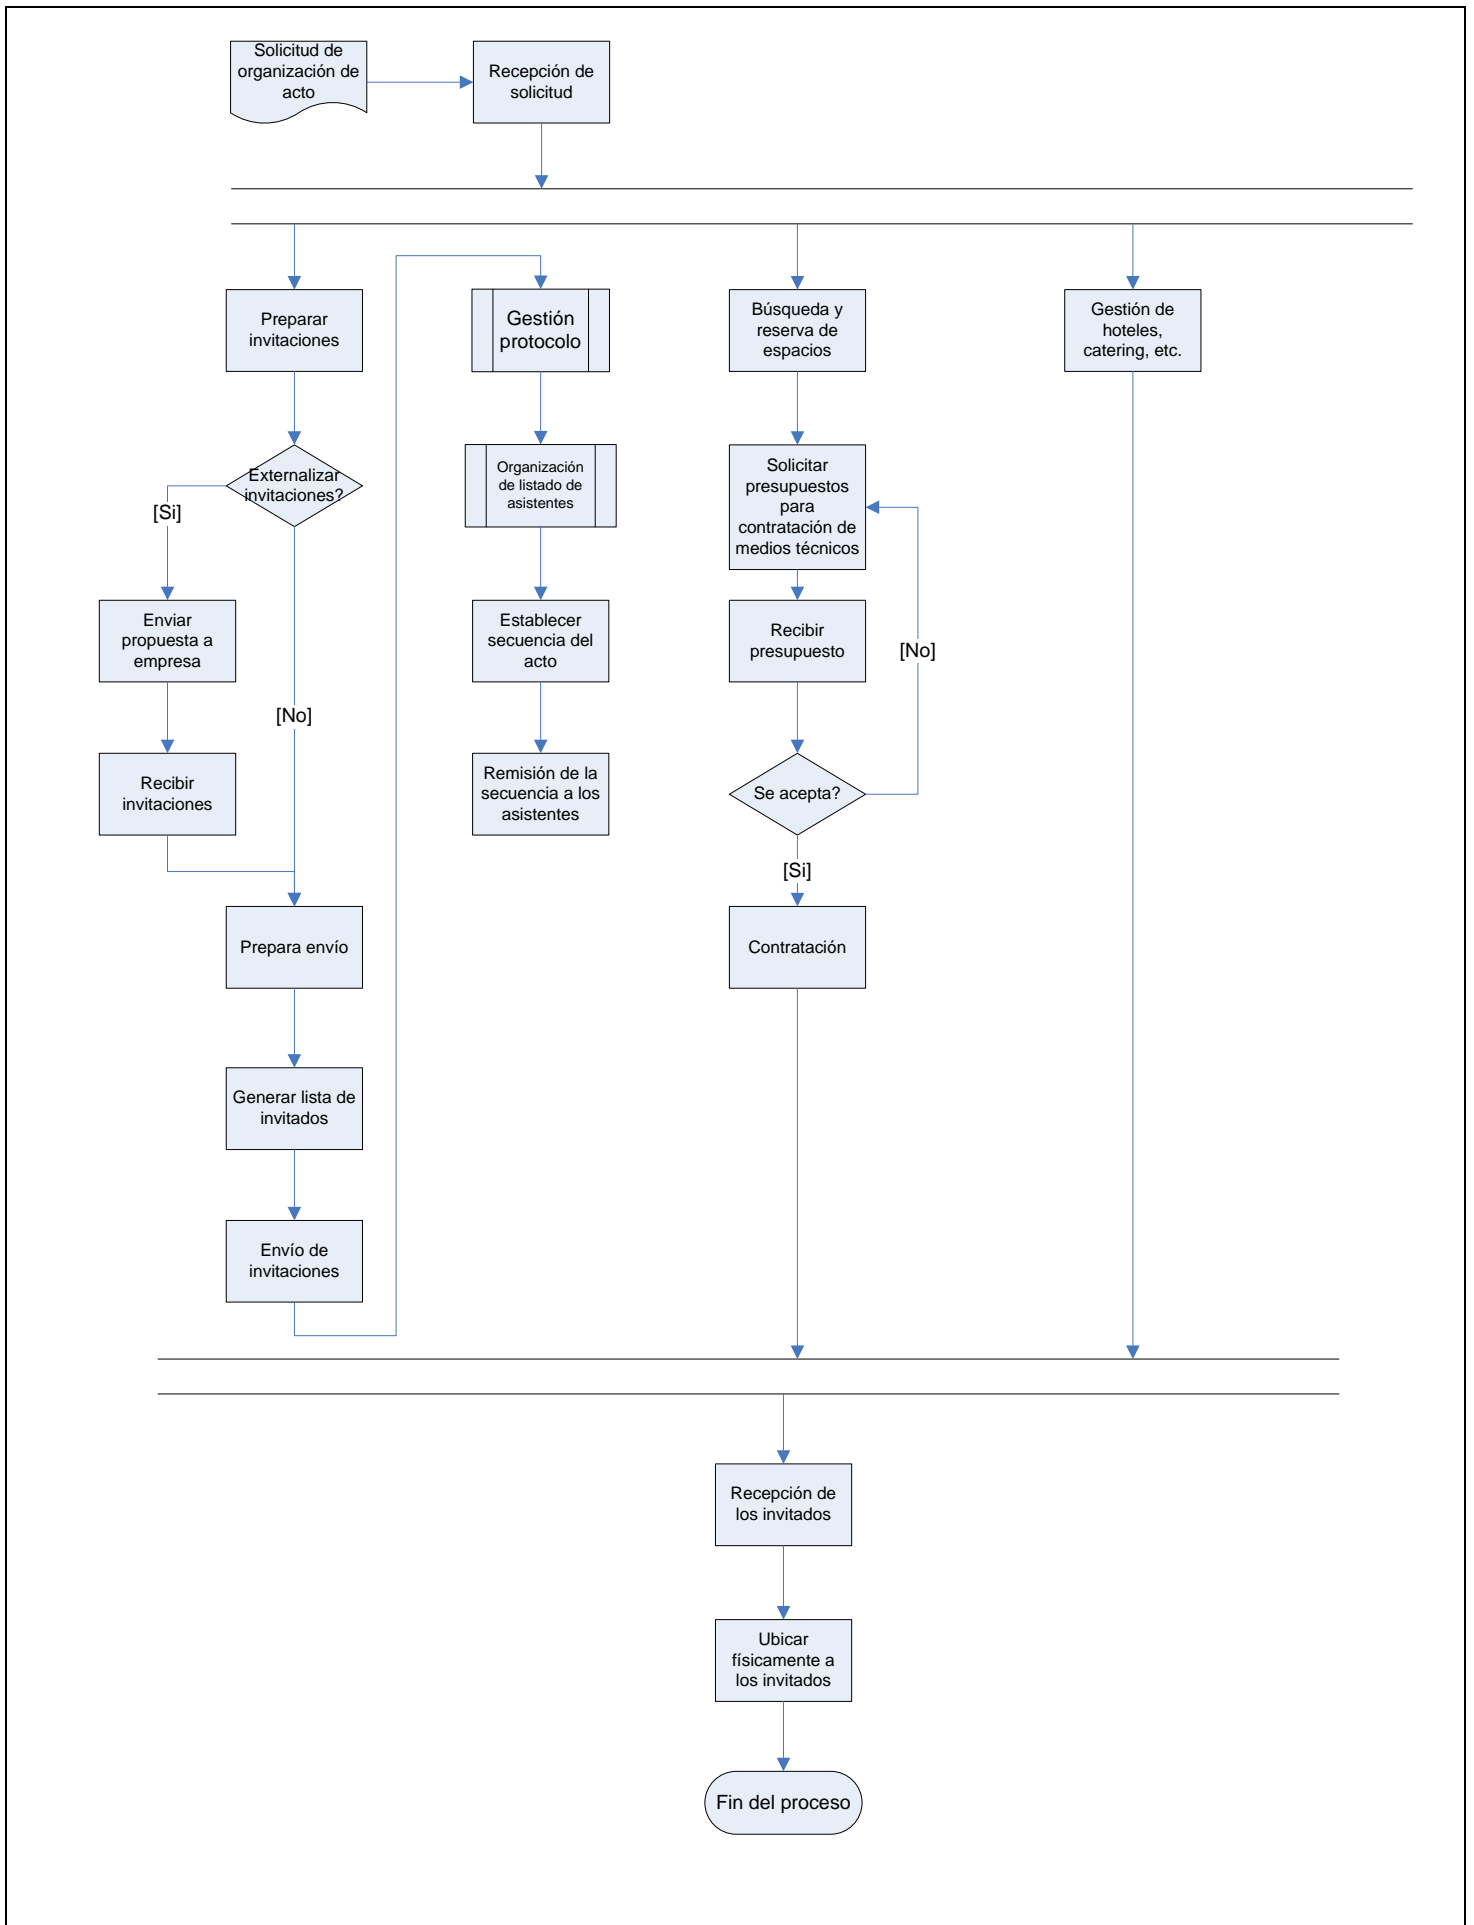 Solicitud de
organización de
acto
Recepción de
solicitud
Preparar
invitaciones
Gestión
protocolo
Búsqueda y
reserva de
espacios
Gestión de
hoteles,
catering, etc.
Externalizar
invitaciones?
[Si]
Organización
de listado de
asistentes
Solicitar
presupuestos
para
contratación de
medios técnicos
Enviar
propuesta a
empresa
[No]
Establecer
secuencia del
acto
Recibir
presupuesto
[No]
Recibir
invitaciones
Remisión de la
secuencia a los
asistentes
Se acepta?
[Si]
Prepara envío
Contratación
Generar lista de
invitados
Envío de
invitaciones
Recepción de
los invitados
Ubicar
físicamente a
los invitados
Fin del proceso